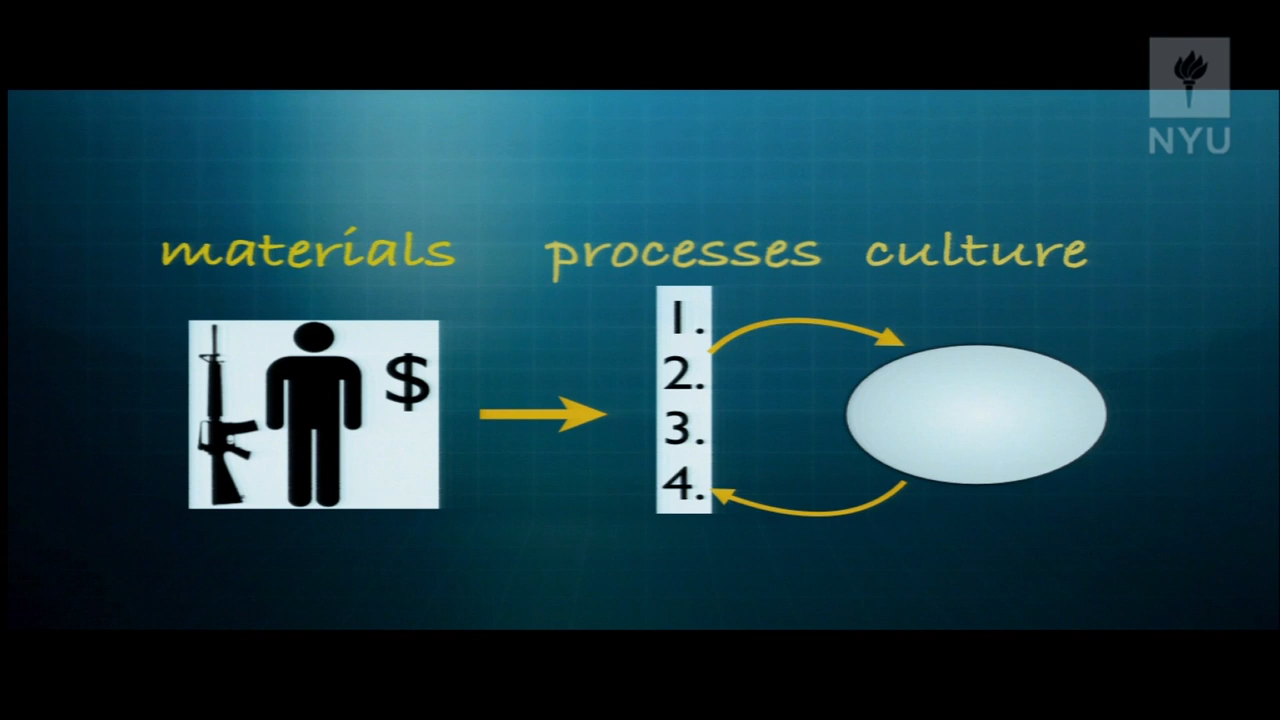 NYU
materials processes culture
$
1.
2.
3.
4.